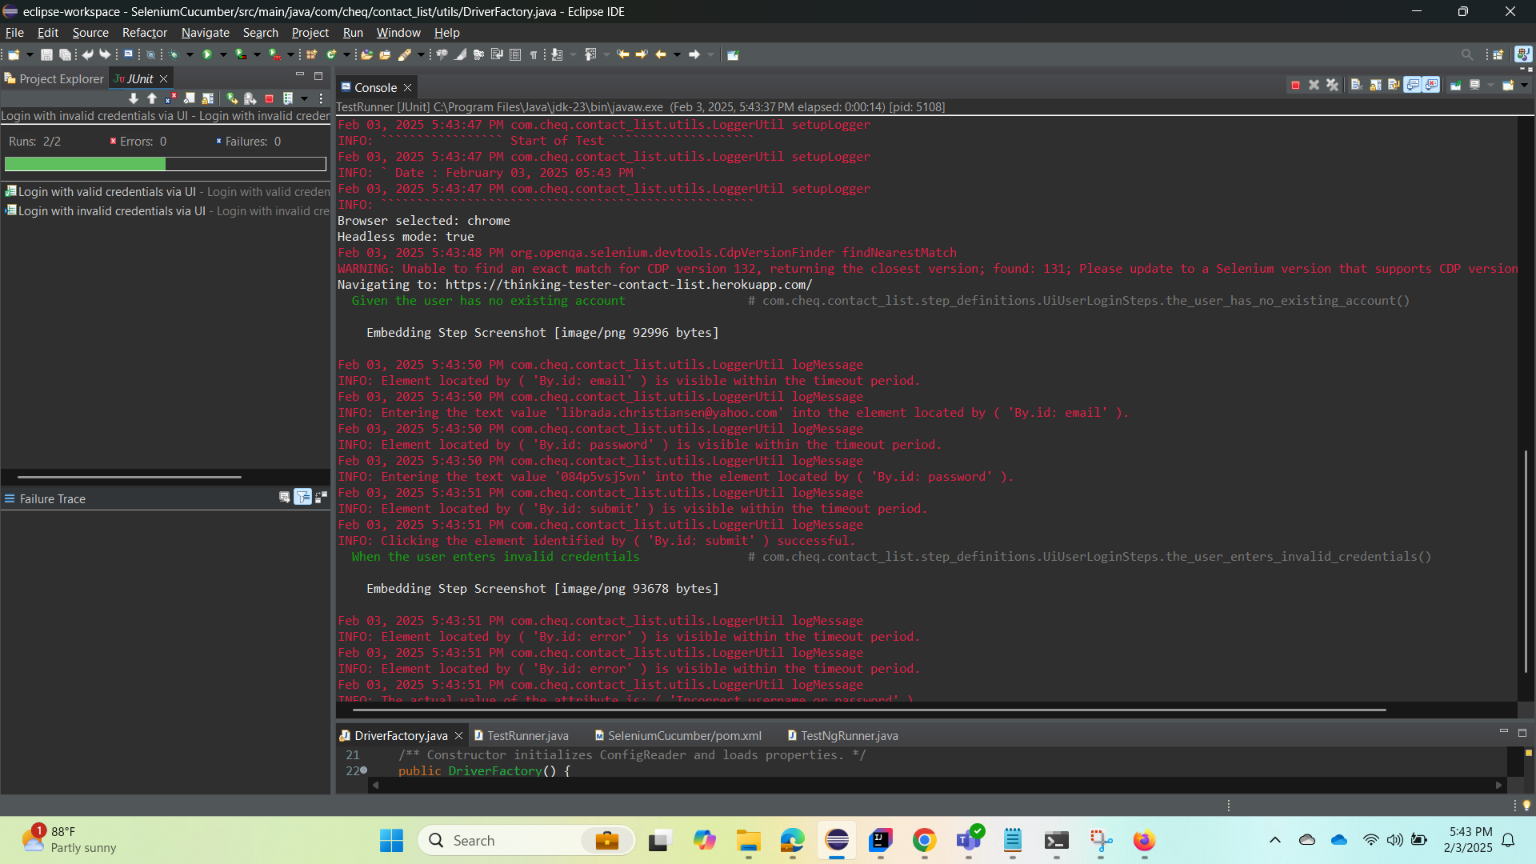 eclipse-workspace - SeleniumCucumber/src/main/java/com/cheq/contact_list/utils/DriverFactory.java - Eclipse IDE
File Edit Source Refactor Navigate Search Project Run Window Help
Project Explorer JUnit
Console
TestRunner [JUnit] C:\Program Files\Java\jdk-23\bin\javaw.exe (Feb 3, 2025, 5:43:37 PM elapsed: 0:00:14) [pid: 5108]
Login with invalid credentials via UI - Login with invalid creder
Runs: 2/2 Errors: 0 Failures: 0
Login with valid credentials via UI - Login with valid creden
Login with invalid credentials via UI - Login with invalid cre
Failure Trace
Feb 03, 2025 5:43:47 PM com.cheq.contact_list.utils.LoggerUtil setupLogger
INFO: ````````````````` Start of Test ````````````````````
Feb 03, 2025 5:43:47 PM com.cheq.contact_list.utils.LoggerUtil setupLogger
INFO: ` Date : February 03, 2025 05:43 PM `
Feb 03, 2025 5:43:47 PM com.cheq.contact_list.utils.LoggerUtil setupLogger
INFO: ````````````````````````````````````````````````````
Browser selected: chrome
Headless mode: true
Feb 03, 2025 5:43:48 PM org.openqa.selenium.devtools.CdpVersionFinder findNearestMatch
WARNING: Unable to find an exact match for CDP version 132, returning the closest version; found: 131; Please update to a Selenium version that supports CDP version
Navigating to: https://thinking-tester-contact-list.herokuapp.com/
Given the user has no existing account # com.cheq.contact_list.step_definitions.UiUserLoginSteps.the_user_has_no_existing_account()
Embedding Step Screenshot [image/png 92996 bytes]
Feb 03, 2025 5:43:50 PM com.cheq.contact_list.utils.LoggerUtil logMessage
INFO: Element located by ( 'By.id: email' ) is visible within the timeout period.
Feb 03, 2025 5:43:50 PM com.cheq.contact_list.utils.LoggerUtil logMessage
INFO: Entering the text value 'librada.christiansen@yahoo.com' into the element located by ( 'By.id: email' ).
Feb 03, 2025 5:43:50 PM com.cheq.contact_list.utils.LoggerUtil logMessage
INFO: Element located by ( 'By.id: password' ) is visible within the timeout period.
Feb 03, 2025 5:43:50 PM com.cheq.contact_list.utils.LoggerUtil logMessage
INFO: Entering the text value '084p5vsj5vn' into the element located by ( 'By.id: password' ).
Feb 03, 2025 5:43:51 PM com.cheq.contact_list.utils.LoggerUtil logMessage
INFO: Element located by ( 'By.id: submit' ) is visible within the timeout period.
Feb 03, 2025 5:43:51 PM com.cheq.contact_list.utils.LoggerUtil logMessage
INFO: Clicking the element identified by ( 'By.id: submit' ) successful.
When the user enters invalid credentials # com.cheq.contact_list.step_definitions.UiUserLoginSteps.the_user_enters_invalid_credentials()
Embedding Step Screenshot [image/png 93678 bytes]
Feb 03, 2025 5:43:51 PM com.cheq.contact_list.utils.LoggerUtil logMessage
INFO: Element located by ( 'By.id: error' ) is visible within the timeout period.
Feb 03, 2025 5:43:51 PM com.cheq.contact_list.utils.LoggerUtil logMessage
INFO: Element located by ( 'By.id: error' ) is visible within the timeout period.
Feb 03, 2025 5:43:51 PM com.cheq.contact_list.utils.LoggerUtil logMessage
INFO: The actual value of the attribute is: ( 'Incorrect username or password' )
DriverFactory.java TestRunner.java SeleniumCucumber/pom.xml TestNgRunner.java
21 /** Constructor initializes ConfigReader and loads properties. */
22 public DriverFactory() {
1 88°F
Partly sunny
Search
5:43 PM
2/3/2025